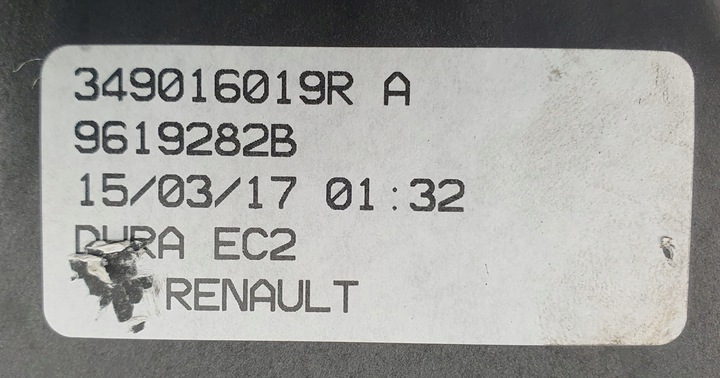 349016019R A
9619282B
15/03/17 01:32
DURA EC2
RENAULT